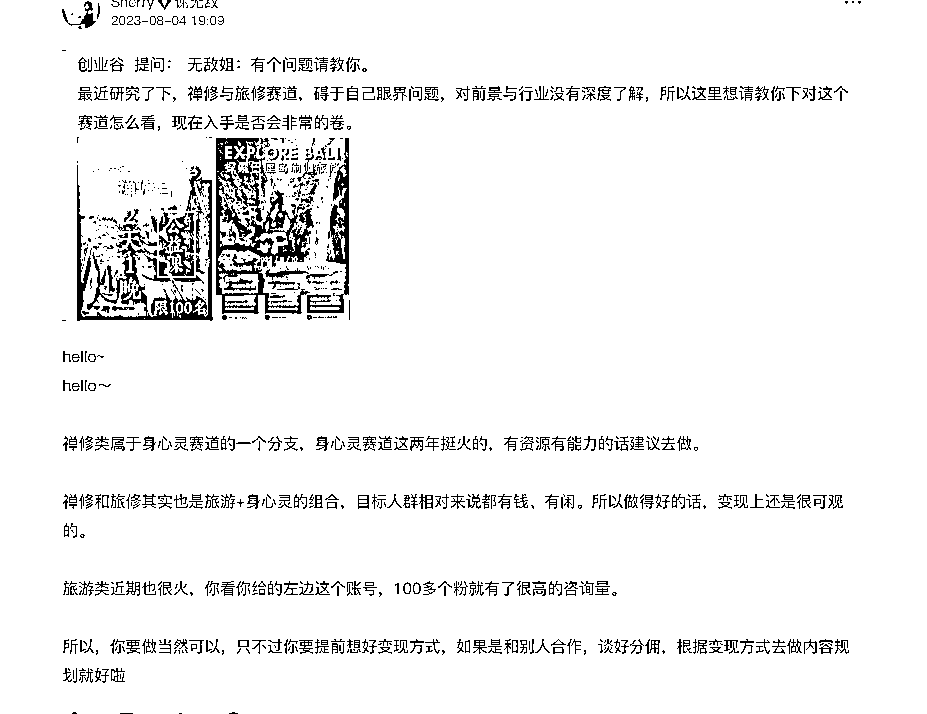 Sherry
2023-08-04 19:09
创业谷 提问： 无敌姐：有个问题请教你。
最近研究了下，禅修与旅修赛道，碍于自己眼界问题，对前景与行业没有深度了解，所以这里想请教你下对这个
赛道怎么看，现在入手是否会非常的卷。
EXPLORE BALI
天1晚
公益课
限100名
hello~
hello～
禅修类属于身心灵赛道的一个分支，身心灵赛道这两年挺火的，有资源有能力的话建议去做。
禅修和旅修其实也是旅游+身心灵的组合，目标人群相对来说都有钱、有闲。所以做得好的话，变现上还是很可观
的。
旅游类近期也很火，你看你给的左边这个账号，100多个粉就有了很高的咨询量。
所以，你要做当然可以，只不过你要提前想好变现方式，如果是和别人合作，谈好分佣，根据变现方式去做内容规
划就好啦